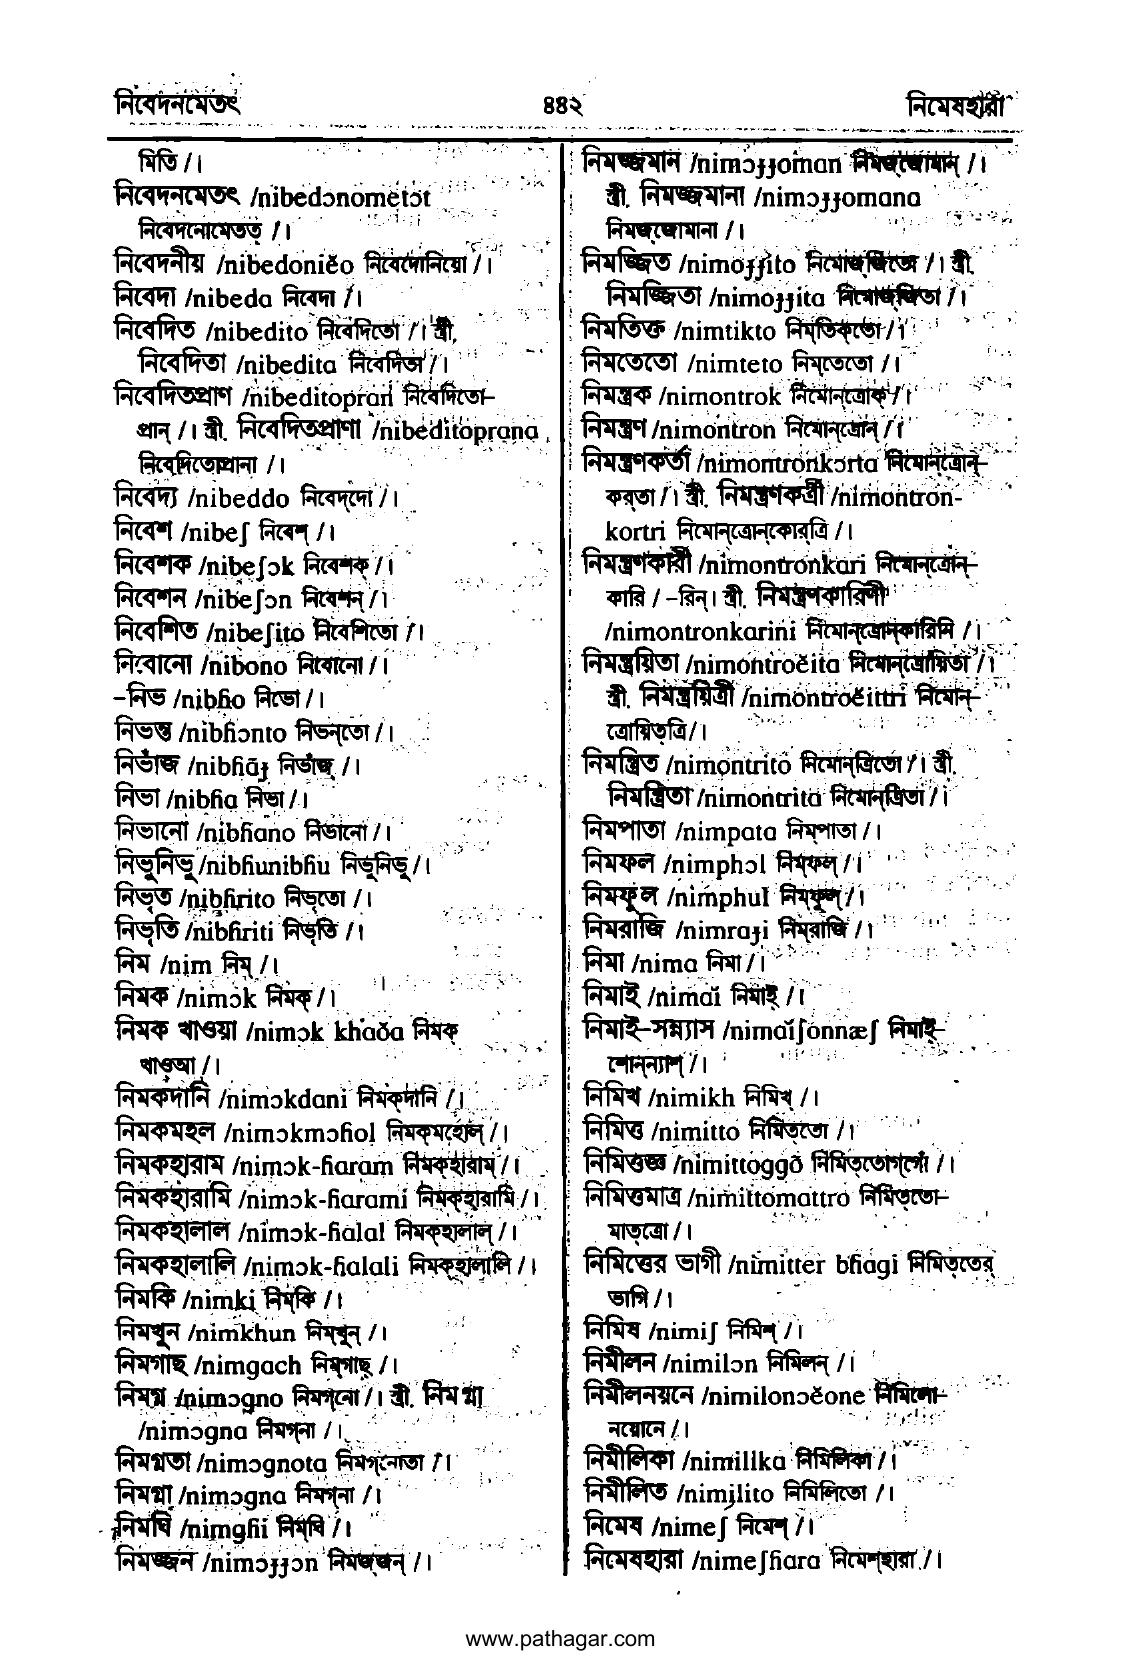 নিবেদনমেতৎ ৪৪২ নিমেষহারা
মিতি /।
নিবেদনমেতৎ /nibedɔnometɔt
নিবেদনোমেতত্ /।
নিবেদনীয় /nibedoniĕo নিবেদোনিয়ো /।
নিবেদা /nibeda নিবেদা /।
নিবেদিত /nibedito নিবেদিতো /। স্ত্রী.
নিবেদিতা /nibedita নিবেদিতা /।
নিবেদিতপ্রাণ /nibeditopran নিবেদিতো–
প্রান্ /। স্ত্রী. নিবেদিতপ্রাণা /nibeditoprana
নিবেদিতোপ্রানা /।
নিবেদ্য /nibeddo নিবেদ্‌দো /।
নিবেশ /nibeʃ নিবেশ্ /।
নিবেশক /nibeʃɔk নিবেশক্ /।
নিবেশন /nibeʃɔn নিবেশন্ /।
নিবেশিত /nibeʃito নিবেশিতো /।
নিবোনো /nibono নিবোনো /।
–নিভ /nibɦo নিভো /।
নিভন্ত /nibɦɔnto নিভন্‌তো /।
নিভাঁজ /nibɦãɟ নিভাঁজ্ /।
নিভা /nibɦa নিভা /।
নিভানো /nibɦano নিভানো /।
নিভুনিভু /nibɦunibɦu নিভুনিভু /।
নিভৃত /nibɦrito নিভৃতো /।
নিভৃতি /nibɦriti নিভৃতি /।
নিম /nim নিম্ /।
নিমক /nimɔk নিমক্ /।
নিমক খাওয়া /nimɔk khaŏa নিমক্
খাও্আ /।
নিমকদানি /nimɔkdani নিমক্‌দানি /।
নিমকমহল /nimɔkmɔɦol নিমক্‌মহোল্ /।
নিমকহারাম /nimɔk-ɦaram নিমক্‌হারাম্ /।
নিমকহারামি /nimɔk-ɦarami নিমক্‌হারামি /।
নিমকহালাল /nimɔk-ɦalal নিমক্‌হালাল্ /।
নিমকহালালি /nimɔk-ɦalali নিমক্‌হালালি /।
নিমকি /nimki নিম্‌কি /।
নিমখুন /nimkhun নিম্‌খুন্ /।
নিমগাছ /nimgach নিম্‌গাছ্ /।
নিমগ্ন /nimɔgno নিমগ্‌নো /। স্ত্রী. নিমগ্না
/nimɔgna নিমগ্‌না /।
নিমগ্নতা /nimɔgnota নিমগ্‌নোতা /।
নিমগ্না /nimɔgna নিমগ্‌না /।
নিমঘি /nimgɦi নিম্‌ঘি /।
নিমজ্জন /nimɔɟɟɔn নিমজ্‌জন্ /।
নিমজ্জমান /nimɔɟɟoman নিমজ্‌জোমান্ /।
স্ত্রী. নিমজ্জমানা /nimɔɟɟomana
নিমজ্‌জোমানা /।
নিমজ্জিত /nimoɟɟito নিমোজ্‌জিতো /। স্ত্রী.
নিমজ্জিতা /nimoɟɟita নিমোজ্‌জিতা /।
নিমতিক্ত /nimtikto নিম্‌তিক্‌তো /।
নিমতেতো /nimteto নিম্‌তেতো /।
নিমন্ত্রক /nimontrok নিমোন্‌ত্রোক্ /।
নিমন্ত্রণ /nimontron নিমোন্‌ত্রোন্ /।
নিমন্ত্রণকর্তা /nimontronkɔrta নিমোন্‌ত্রোন্–
কর্‌তা /। স্ত্রী. নিমন্ত্রণকর্ত্রী /nimontron-
kortri নিমোন্‌ত্রোন্‌কোর্‌ত্রি /।
নিমন্ত্রণকারী /nimontronkari নিমোন্‌ত্রোন্–
কারি / –রিন্। স্ত্রী. নিমন্ত্রণকারিণী
/nimontronkarini নিমোন্‌ত্রোন্‌কারিনি /।
নিমন্ত্রয়িতা /nimontroĕita নিমোন্‌ত্রোয়িতা /।
স্ত্রী. নিমন্ত্রয়িত্রী /nimontroĕittri নিমোন্–
ত্রোয়িত্‌ত্রি /।
নিমন্ত্রিত /nimontrito নিমোন্‌ত্রিতো /। স্ত্রী.
নিমন্ত্রিতা /nimontrita নিমোন্‌ত্রিতা /।
নিমপাতা /nimpata নিম্‌পাতা /।
নিমফল /nimphɔl নিম্‌ফল্ /।
নিমফুল /nimphul নিম্‌ফুল্ /।
নিমরাজি /nimraɟi নিম্‌রাজি /।
নিমা /nima নিমা /।
নিমাই /nimaĭ নিমাই্ /।
নিমাই–সন্ন্যাস /nimaĭʃonnæʃ নিমাই্–
শোন্‌ন্যাশ্ /।
নিমিখ /nimikh নিমিখ্ /।
নিমিত্ত /nimitto নিমিত্‌তো /।
নিমিত্তজ্ঞ /nimittoggõ নিমিত্‌তোগ্‌গোঁ /।
নিমিত্তমাত্র /nimittomattro নিমিত্‌তো–
মাত্‌ত্রো /।
নিমিত্তের ভাগী /nimitter bɦagi নিমিত্‌তের্
ভাগি /।
নিমিষ /nimiʃ নিমিশ্ /।
নিমীলন /nimilɔn নিমিলন্ /।
নিমীলনয়নে /nimilonɔĕone নিমিলো–
নয়োনে /।
নিমীলিকা /nimilika নিমিলিকা /।
নিমীলিত /nimilito নিমিলিতো /।
নিমেষ /nimeʃ নিমেশ্ /।
নিমেষহারা /nimeʃɦara নিমেশ্‌হারা /।
www.pathagar.com